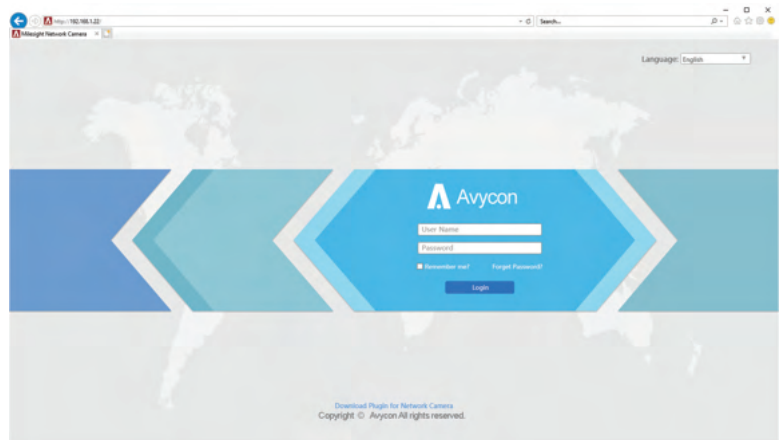 http://192.168.1.22/
Search...
Milesight Network Camera
Language: English
Avycon
User Name
Password
Remember me? Forget Password?
Login
Download Plugin for Network Camera
Copyright © Avycon All rights reserved.